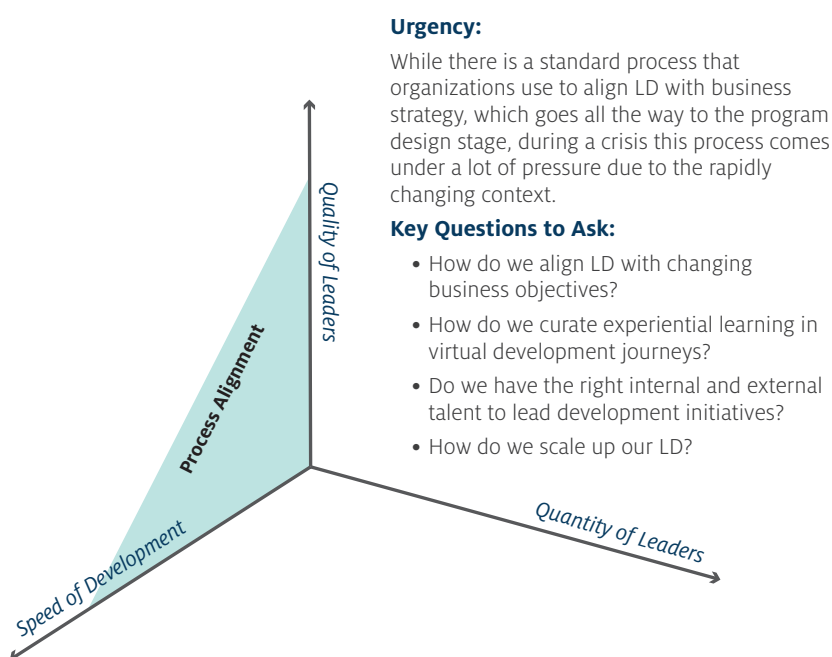 Urgency:
While there is a standard process that
organizations use to align LD with business
strategy, which goes all the way to the program
design stage, during a crisis this process comes
under a lot of pressure due to the rapidly
changing context.
Key Questions to Ask:
• How do we align LD with changing
business objectives?
• How do we curate experiential learning in
virtual development journeys?
• Do we have the right internal and external
talent to lead development initiatives?
• How do we scale up our LD?
Quality of Leaders
Process Alignment
Speed of Development
Quantity of Leaders